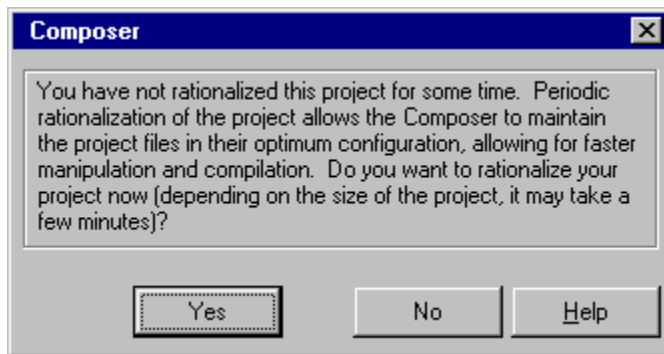 Composer
You have not rationalized this project for some time.  Periodic
rationalization of the project allows the Composer to maintain
the project files in their optimum configuration, allowing for faster
manipulation and compilation.  Do you want to rationalize your
project now (depending on the size of the project, it may take a
few minutes)?
Yes No Help